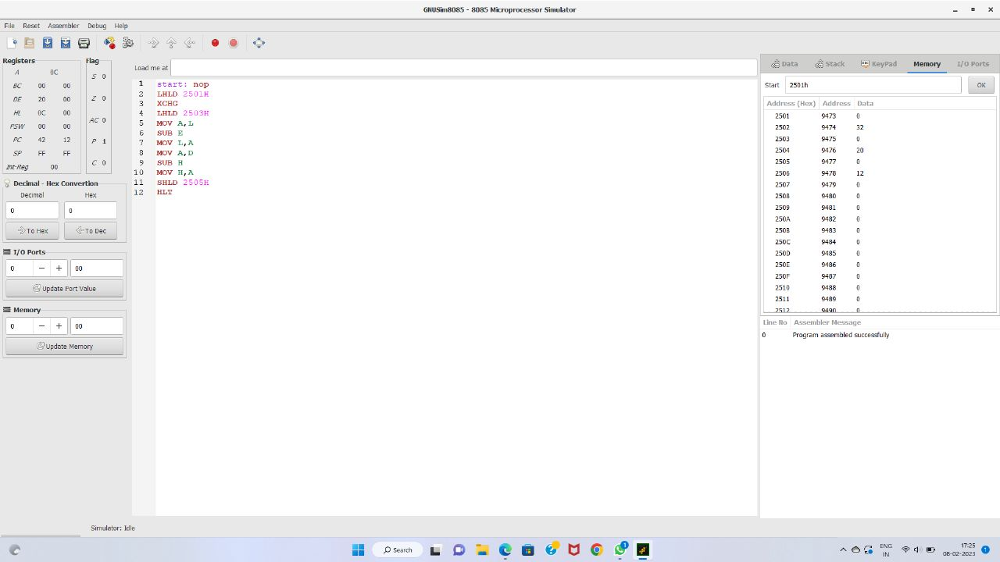 GNUSim8085 - 8085 Microprocessor Simulator
File Reset Assembler Debug Help
Registers
A 0C
BC 00 00
DE 20 00
HL 0C 00
PSW 00 00
PC 42 12
SP FF FF
Int-Reg 00
Flag
S 0
Z 0
AC 0
P 1
C 0
Decimal - Hex Convertion
Decimal Hex
0 0
To Hex To Dec
I/O Ports
0 − + 00
Update Port Value
Memory
0 − + 00
Update Memory
Load me at
1 start: nop
2 LHLD 2501H
3 XCHG
4 LHLD 2503H
5 MOV A,L
6 SUB E
7 MOV L,A
8 MOV A,D
9 SUB H
10 MOV H,A
11 SHLD 2505H
12 HLT
Data Stack KeyPad Memory I/O Ports
Start 2501h OK
Address (Hex) Address Data
2501 9473 0
2502 9474 32
2503 9475 0
2504 9476 20
2505 9477 0
2506 9478 12
2507 9479 0
2508 9480 0
2509 9481 0
250A 9482 0
250B 9483 0
250C 9484 0
250D 9485 0
250E 9486 0
250F 9487 0
2510 9488 0
2511 9489 0
2512 9490 0
Line No Assembler Message
0 Program assembled successfully
Simulator: Idle
Search
1
ENG
IN
17:25
08-02-2023
1